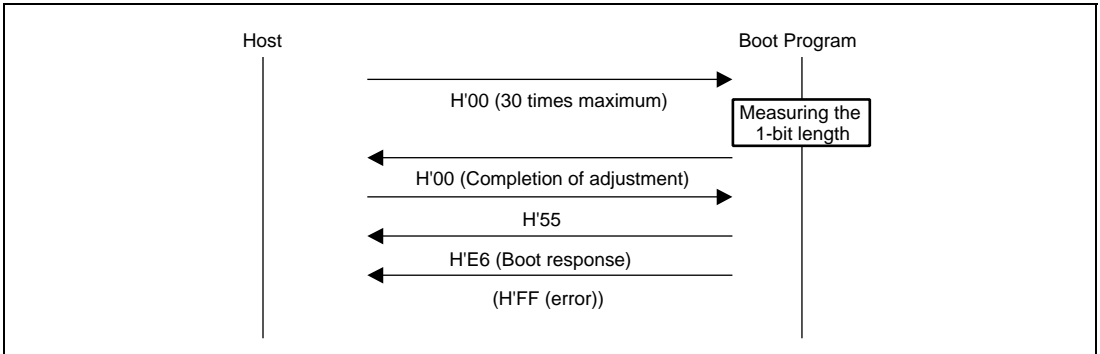 Host
Boot Program
H'00 (30 times maximum)
Measuring the
1-bit length
H'00 (Completion of adjustment)
H'55
H'E6 (Boot response)
(H'FF (error))